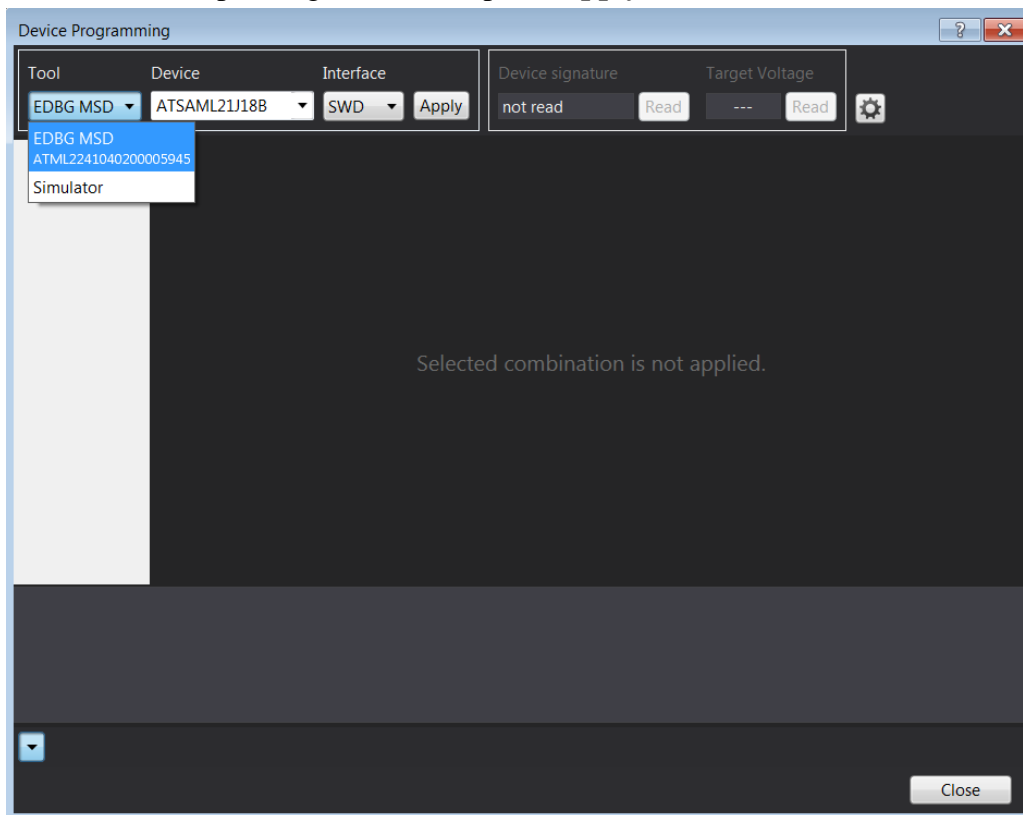 Device Programming
Tool Device Interface Device signature Target Voltage
EDBG MSD ATSAML21J18B SWD Apply not read Read --- Read
EDBG MSD
ATML2241040200005945
Simulator
Selected combination is not applied.
Close